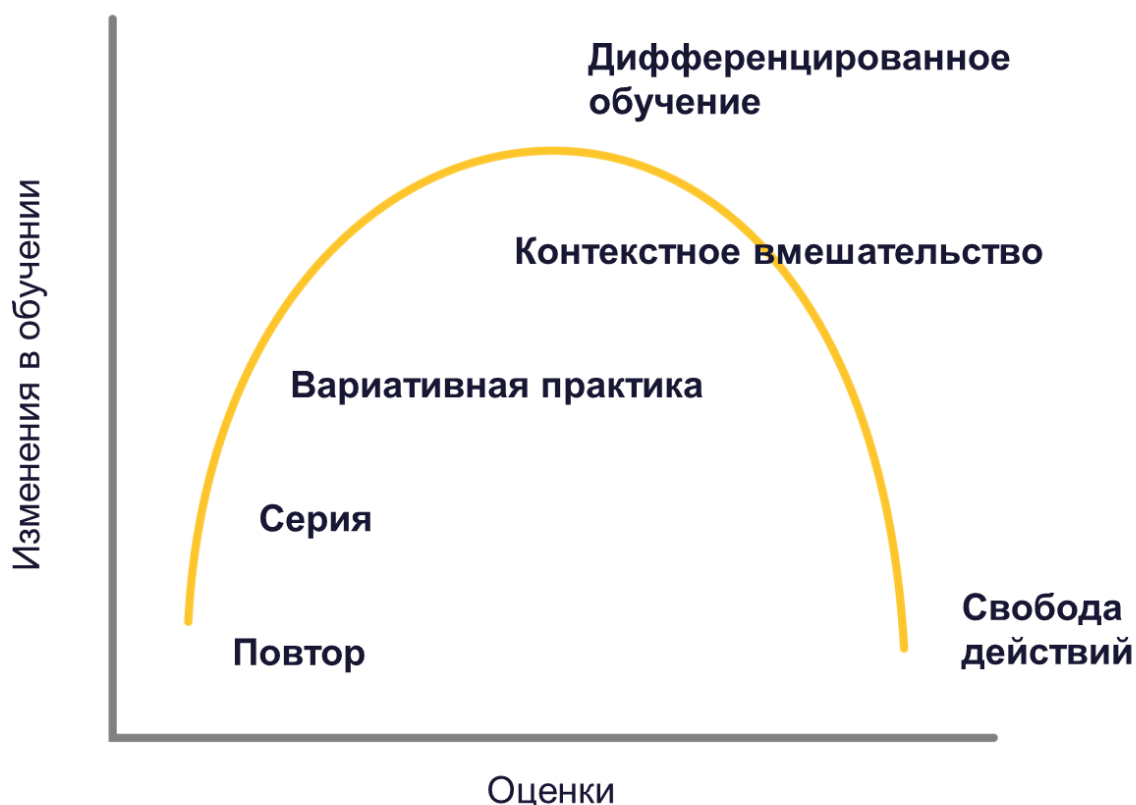 Дифференцированное
обучение
Контекстное вмешательство
Вариативная практика
Серия
Повтор
Свобода
действий
Изменения в обучении
Оценки